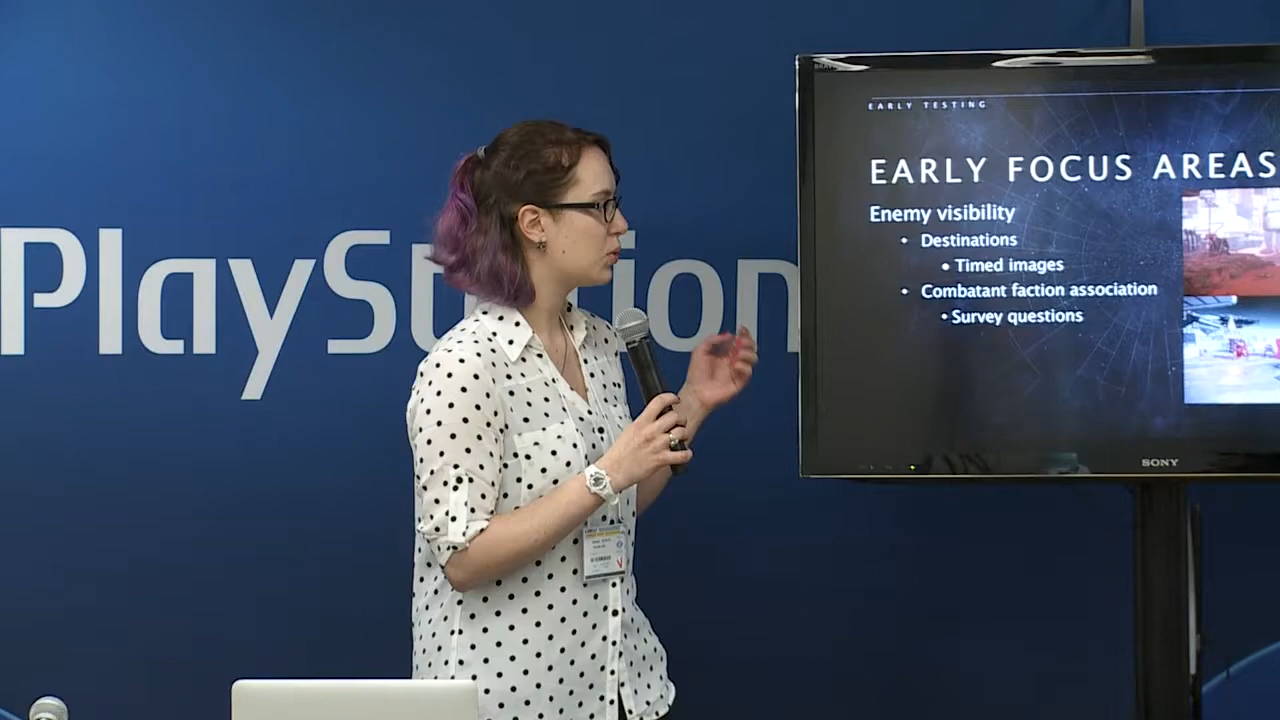 PlayStation
EARLY TESTING
EARLY FOCUS AREAS
Enemy visibility
• Destinations
• Timed images
• Combatant faction association
• Survey questions
SONY